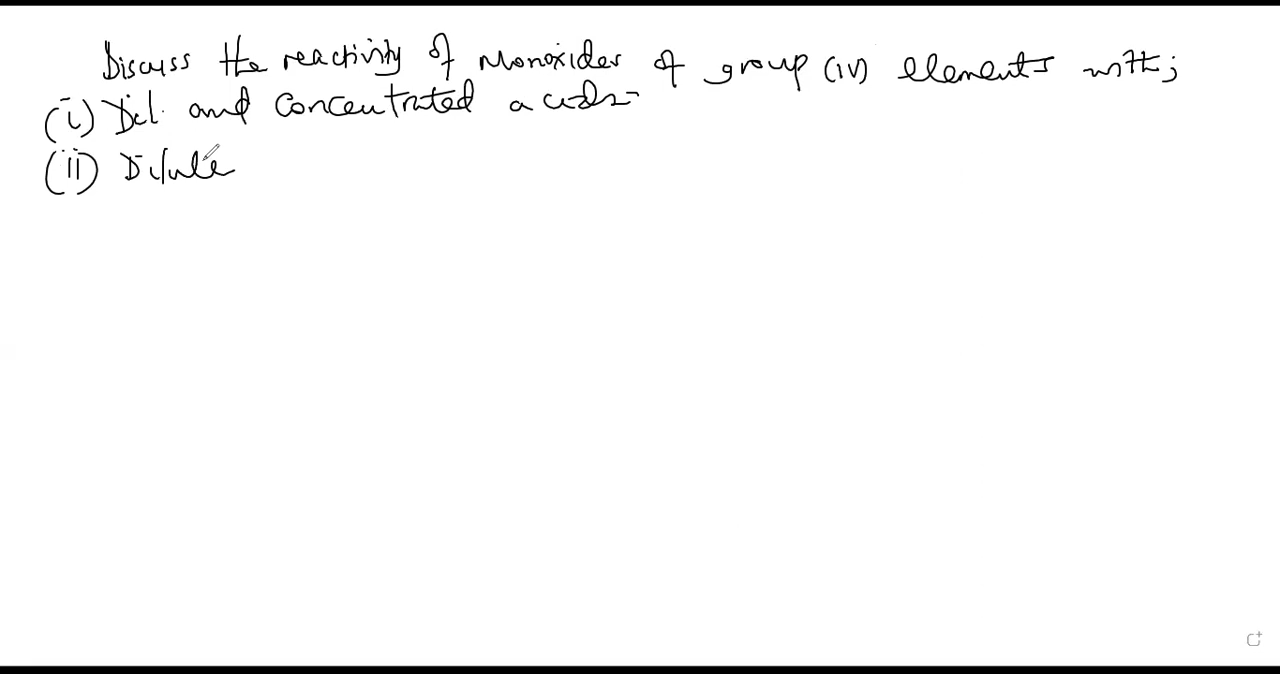 Discuss the reactivity of Monoxides of group (iv) elements with;
(i) Dil. and Concentrated acids-
(ii) Dilute